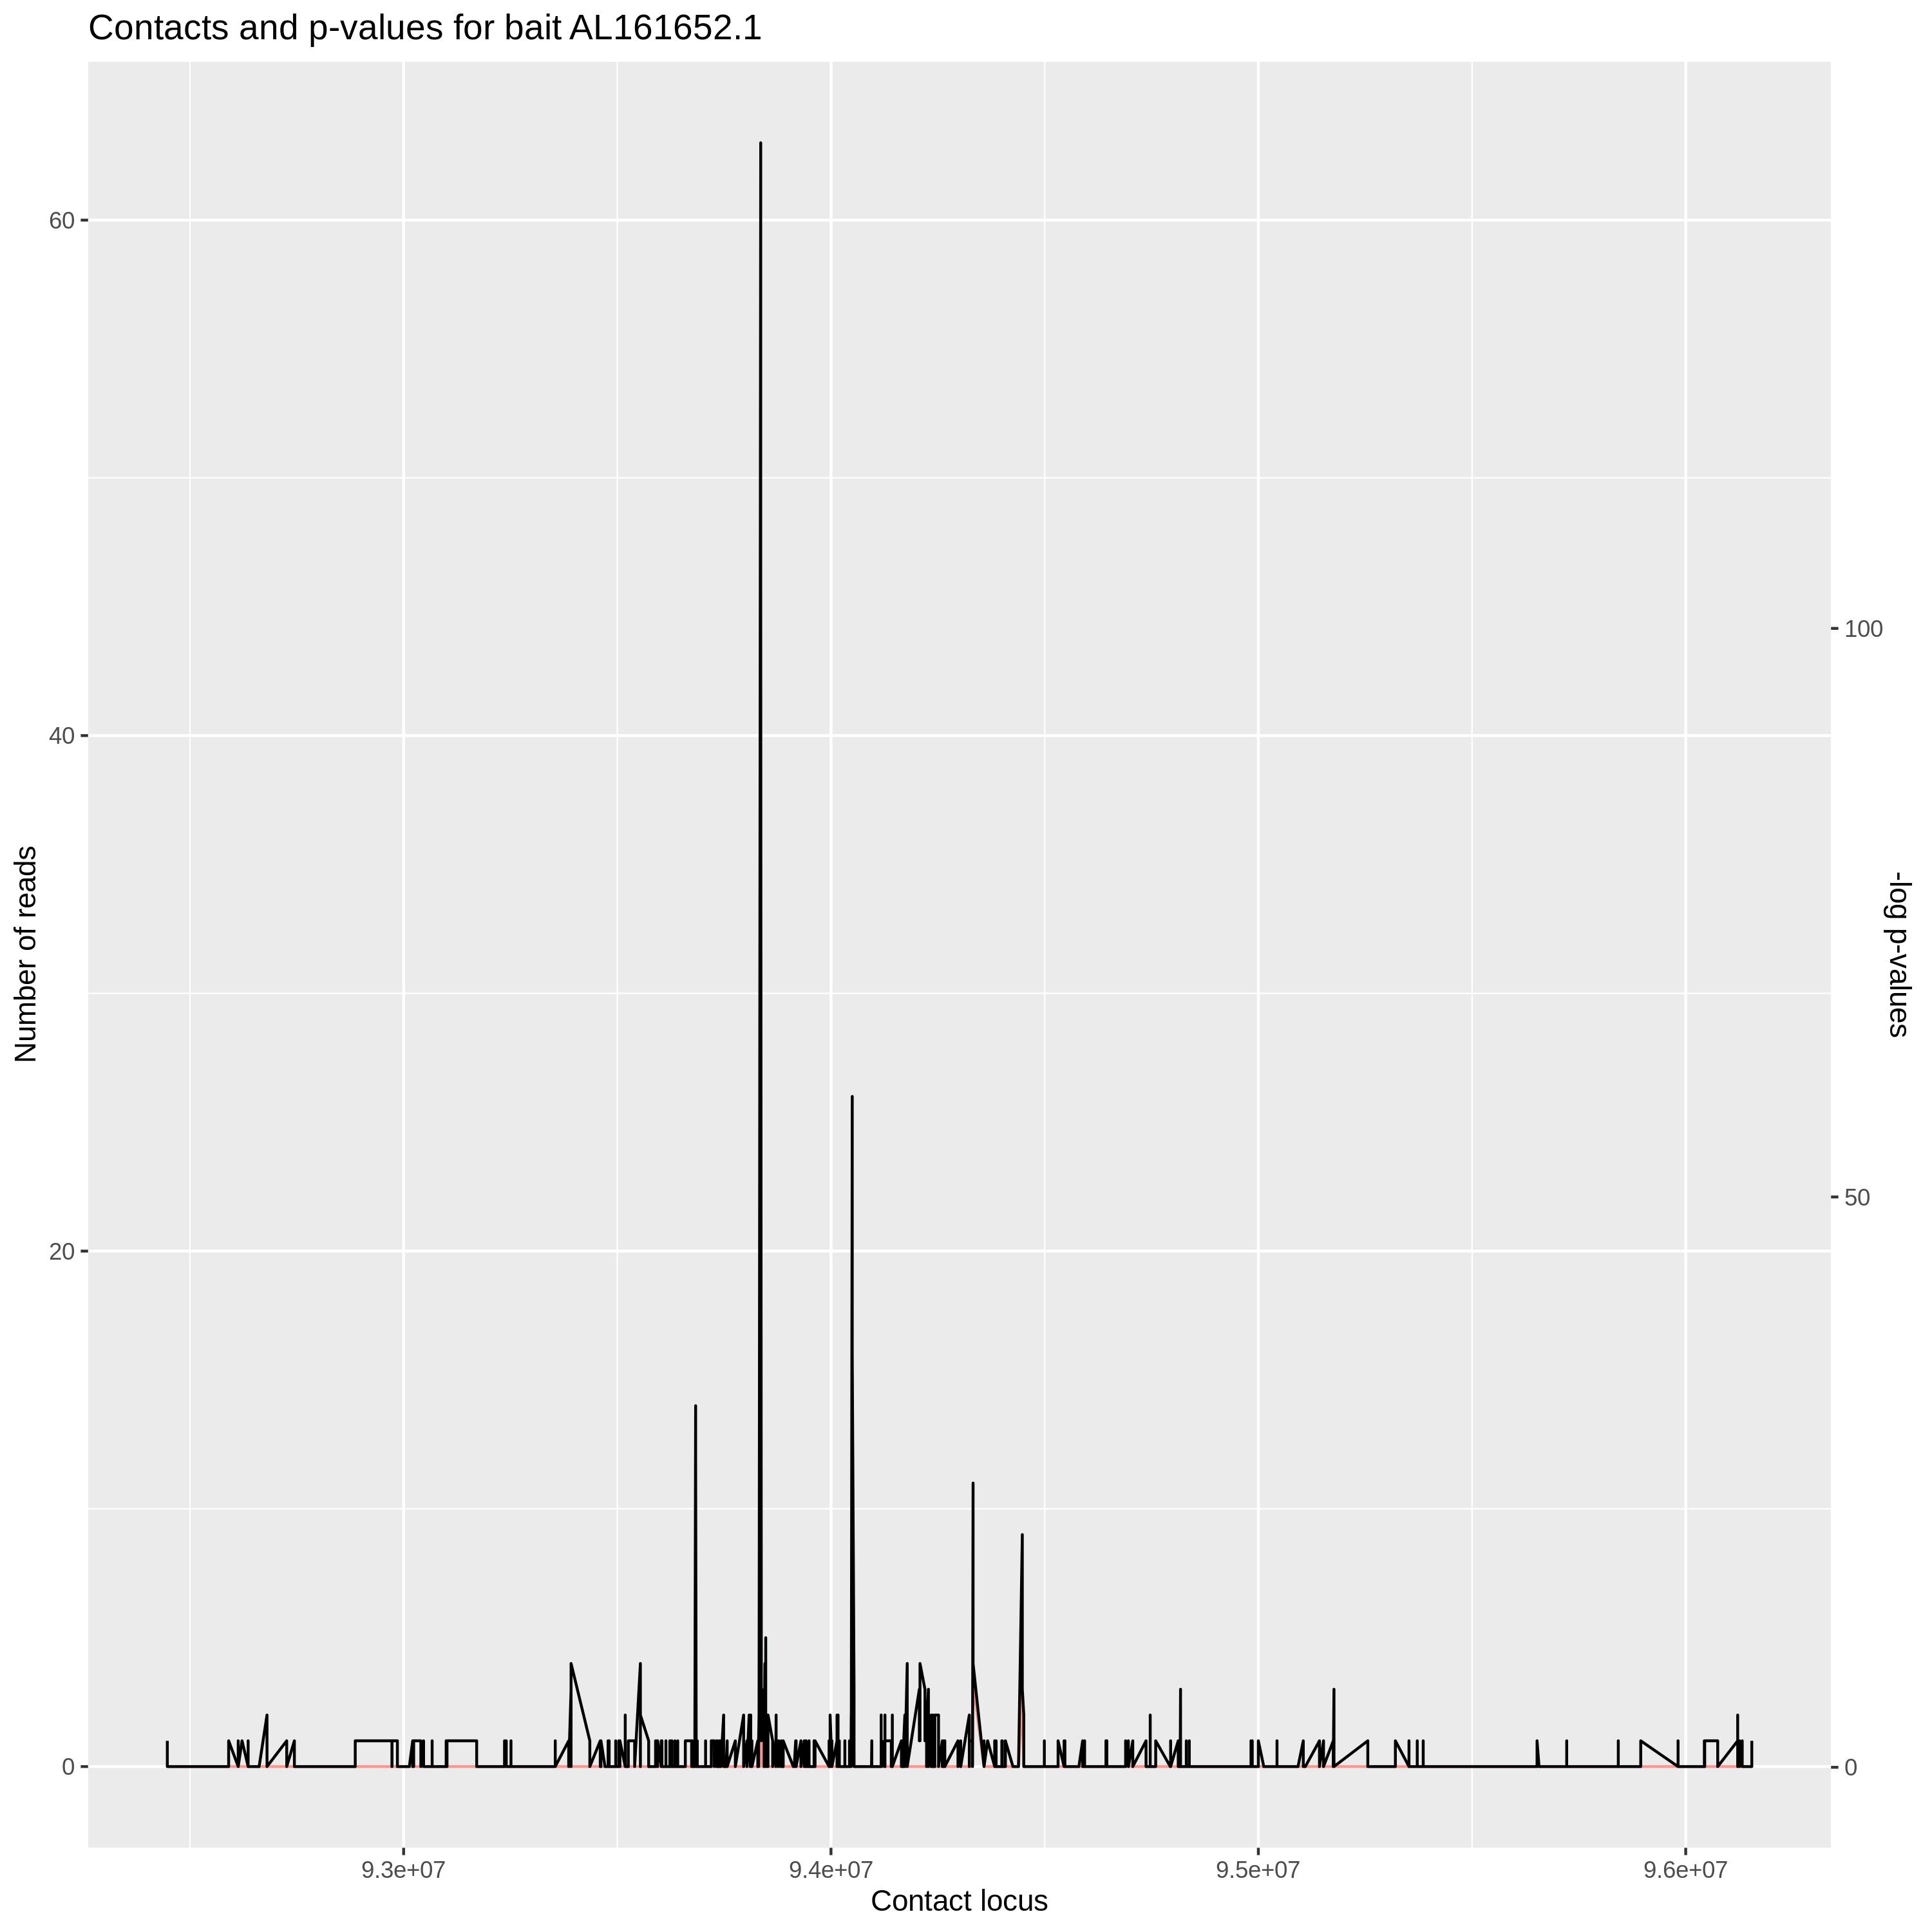 Contacts and p-values for bait AL161652.1
60
40
20
0
Number of reads
100
50
0
-log p-values
9.3e+07
9.4e+07
9.5e+07
9.6e+07
Contact locus